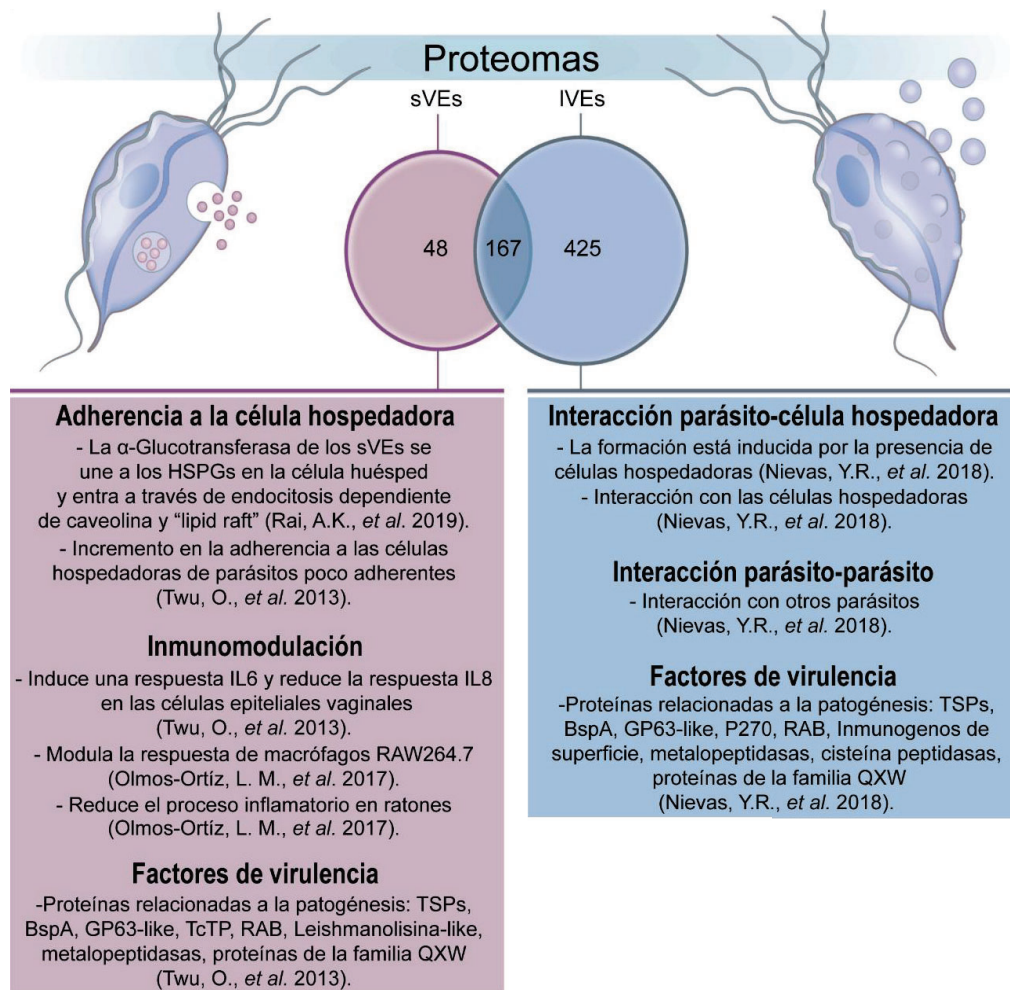 Proteomas
sVEs
lVEs
48
167
425
Adherencia a la célula hospedadora
- La α-Glucotransferasa de los sVEs se
une a los HSPGs en la célula huésped
y entra a través de endocitosis dependiente
de caveolina y “lipid raft” (Rai, A.K., et al. 2019).
- Incremento en la adherencia a las células
hospedadoras de parásitos poco adherentes
(Twu, O., et al. 2013).
Inmunomodulación
- Induce una respuesta IL6 y reduce la respuesta IL8
en las células epiteliales vaginales
(Twu, O., et al. 2013).
- Modula la respuesta de macrófagos RAW264.7
(Olmos-Ortíz, L. M., et al. 2017).
- Reduce el proceso inflamatorio en ratones
(Olmos-Ortíz, L. M., et al. 2017).
Factores de virulencia
-Proteínas relacionadas a la patogénesis: TSPs,
BspA, GP63-like, TcTP, RAB, Leishmanolisina-like,
metalopeptidasas, proteínas de la familia QXW
(Twu, O., et al. 2013).
Interacción parásito-célula hospedadora
- La formación está inducida por la presencia de
células hospedadoras (Nievas, Y.R., et al. 2018).
- Interacción con las células hospedadoras
(Nievas, Y.R., et al. 2018).
Interacción parásito-parásito
- Interacción con otros parásitos
(Nievas, Y.R., et al. 2018).
Factores de virulencia
-Proteínas relacionadas a la patogénesis: TSPs,
BspA, GP63-like, P270, RAB, Inmunogenos de
superficie, metalopeptidasas, cisteína peptidasas,
proteínas de la familia QXW
(Nievas, Y.R., et al. 2018).